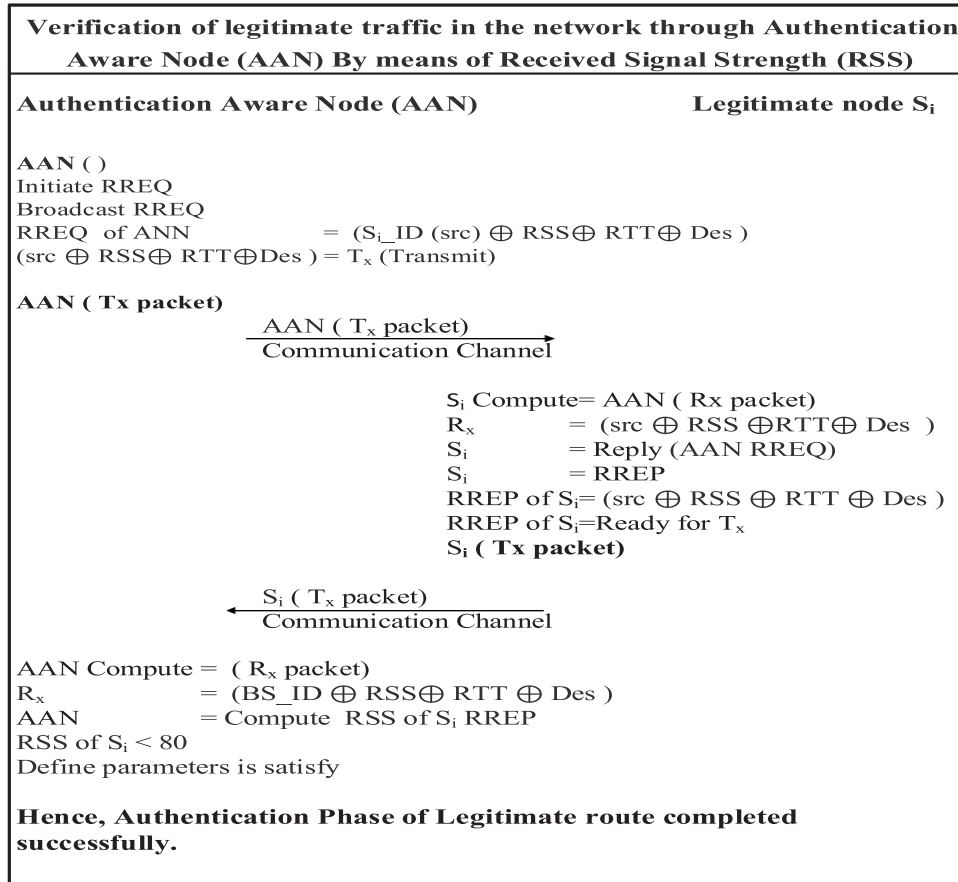 Verification of legitimate traffic in the network through Authentication
Aware Node (AAN) By means of Received Signal Strength (RSS)
Authentication Aware Node (AAN) Legitimate node Sᵢ
AAN ( )
Initiate RREQ
Broadcast RREQ
RREQ of ANN = (Sᵢ_ID (src) ⊕ RSS⊕ RTT⊕ Des )
(src ⊕ RSS⊕ RTT⊕Des ) = Tₓ (Transmit)
AAN ( Tx packet)
AAN ( Tₓ packet)
Communication Channel
Sᵢ Compute= AAN ( Rx packet)
Rₓ = (src ⊕ RSS ⊕RTT⊕ Des )
Sᵢ = Reply (AAN RREQ)
Sᵢ = RREP
RREP of Sᵢ= (src ⊕ RSS ⊕ RTT ⊕ Des )
RREP of Sᵢ=Ready for Tₓ
Sᵢ ( Tx packet)
Sᵢ ( Tₓ packet)
Communication Channel
AAN Compute = ( Rₓ packet)
Rₓ = (BS_ID ⊕ RSS⊕ RTT ⊕ Des )
AAN = Compute RSS of Sᵢ RREP
RSS of Sᵢ < 80
Define parameters is satisfy
Hence, Authentication Phase of Legitimate route completed
successfully.